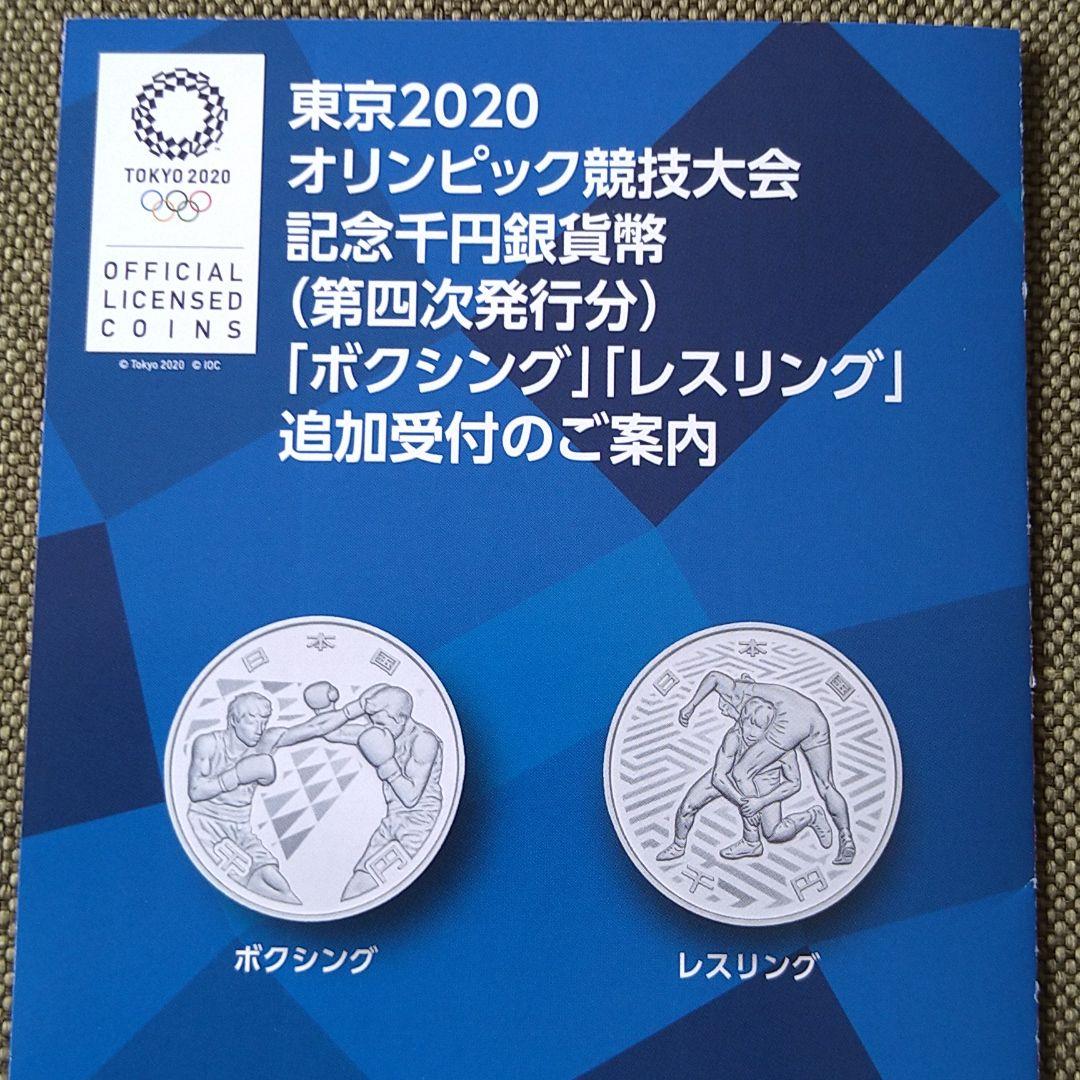 TOKYO 2020
OFFICIAL
LICENSED
COINS
© Tokyo 2020 © IOC
東京2020
オリンピック競技大会
記念千円銀貨幣
(第四次発行分)
「ボクシング」「レスリング」
追加受付のご案内
日本国
千円
ボクシング
日本国
千円
レスリング